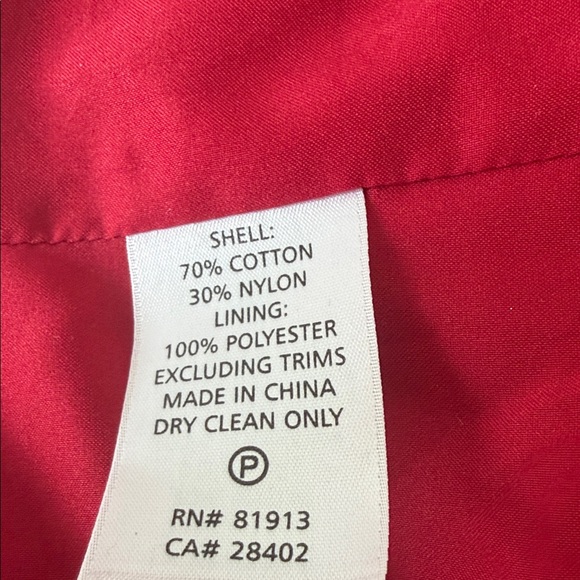 SHELL:
70% COTTON
30% NYLON
LINING:
100% POLYESTER
EXCLUDING TRIMS
MADE IN CHINA
DRY CLEAN ONLY
P
RN# 81913
CA# 28402